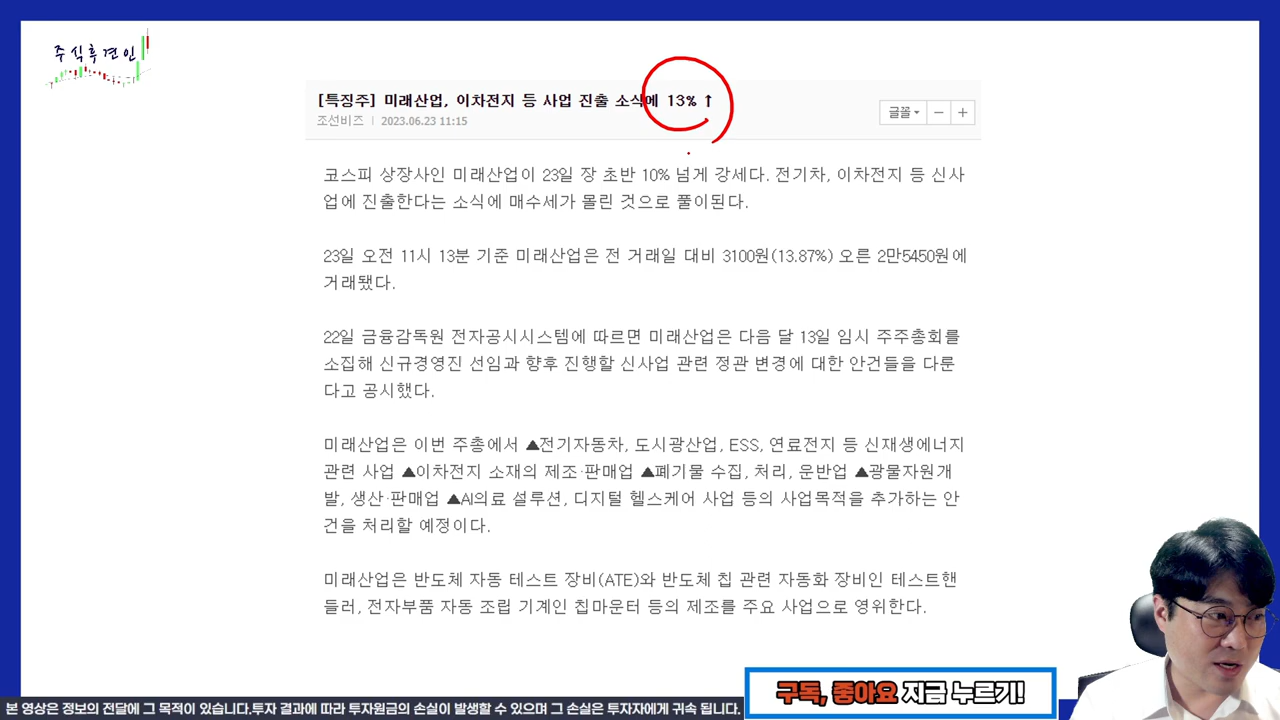 주식후견인
[특징주] 미래산업, 이차전지 등 사업 진출 소식에 13% ↑
조선비즈 | 2023.06.23 11:15
글꼴 ▾ − +
코스피 상장사인 미래산업이 23일 장 초반 10% 넘게 강세다. 전기차, 이차전지 등 신사
업에 진출한다는 소식에 매수세가 몰린 것으로 풀이된다.
23일 오전 11시 13분 기준 미래산업은 전 거래일 대비 3100원(13.87%) 오른 2만5450원에
거래됐다.
22일 금융감독원 전자공시시스템에 따르면 미래산업은 다음 달 13일 임시 주주총회를
소집해 신규경영진 선임과 향후 진행할 신사업 관련 정관 변경에 대한 안건들을 다룬
다고 공시했다.
미래산업은 이번 주총에서 ▲전기자동차, 도시광산업, ESS, 연료전지 등 신재생에너지
관련 사업 ▲이차전지 소재의 제조·판매업 ▲폐기물 수집, 처리, 운반업 ▲광물자원개
발, 생산·판매업 ▲AI의료 설루션, 디지털 헬스케어 사업 등의 사업목적을 추가하는 안
건을 처리할 예정이다.
미래산업은 반도체 자동 테스트 장비(ATE)와 반도체 칩 관련 자동화 장비인 테스트핸
들러, 전자부품 자동 조립 기계인 칩마운터 등의 제조를 주요 사업으로 영위한다.
구독, 좋아요 지금 누르기!
본 영상은 정보의 전달에 그 목적이 있습니다.투자 결과에 따라 투자원금의 손실이 발생할 수 있으며 그 손실은 투자자에게 귀속 됩니다.